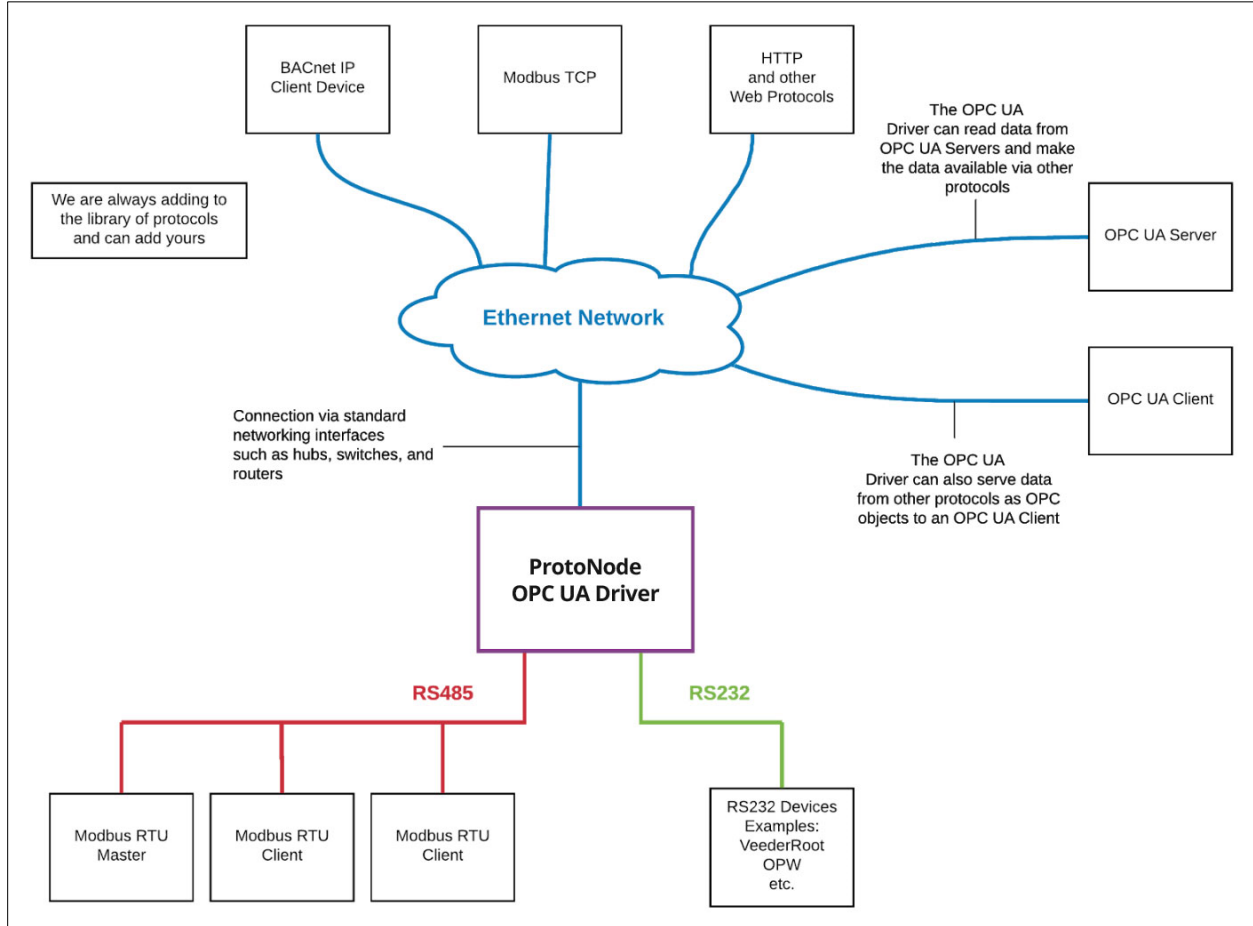 BACnet IP
Client Device
Modbus TCP
HTTP
and other
Web Protocols
The OPC UA
Driver can read data from
OPC UA Servers and make
the data available via other
protocols
We are always adding to
the library of protocols
and can add yours
OPC UA Server
Ethernet Network
OPC UA Client
Connection via standard
networking interfaces
such as hubs, switches, and
routers
The OPC UA
Driver can also serve data
from other protocols as OPC
objects to an OPC UA Client
ProtoNode
OPC UA Driver
RS485
RS232
Modbus RTU
Master
Modbus RTU
Client
Modbus RTU
Client
RS232 Devices
Examples:
VeederRoot
OPW
etc.